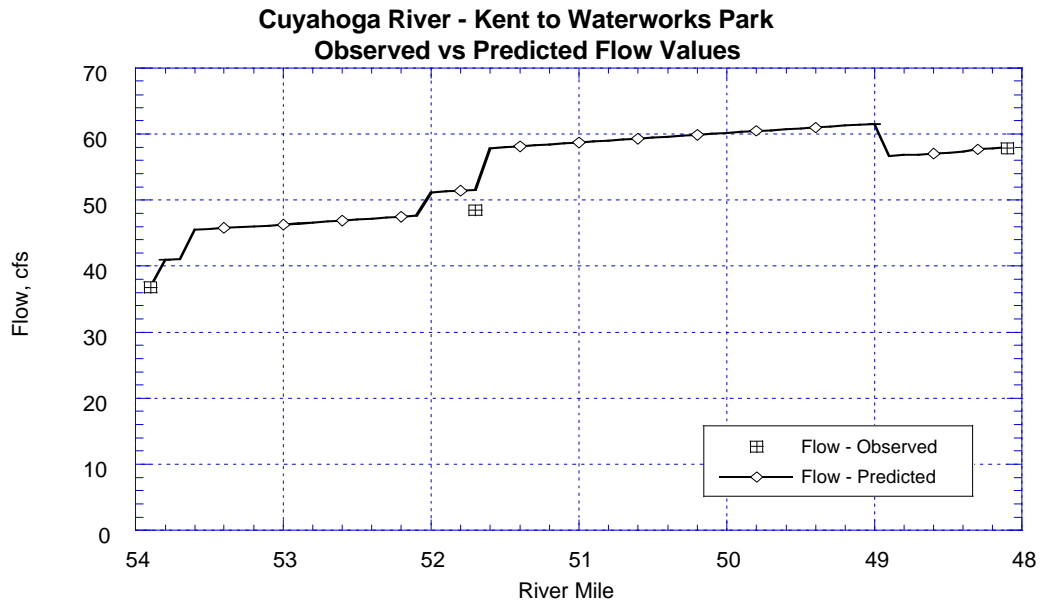 Cuyahoga River - Kent to Waterworks Park
Observed vs Predicted Flow Values
70
60
50
40
30
20
10
0
Flow, cfs
Flow - Observed
Flow - Predicted
54 53 52 51 50 49 48
River Mile